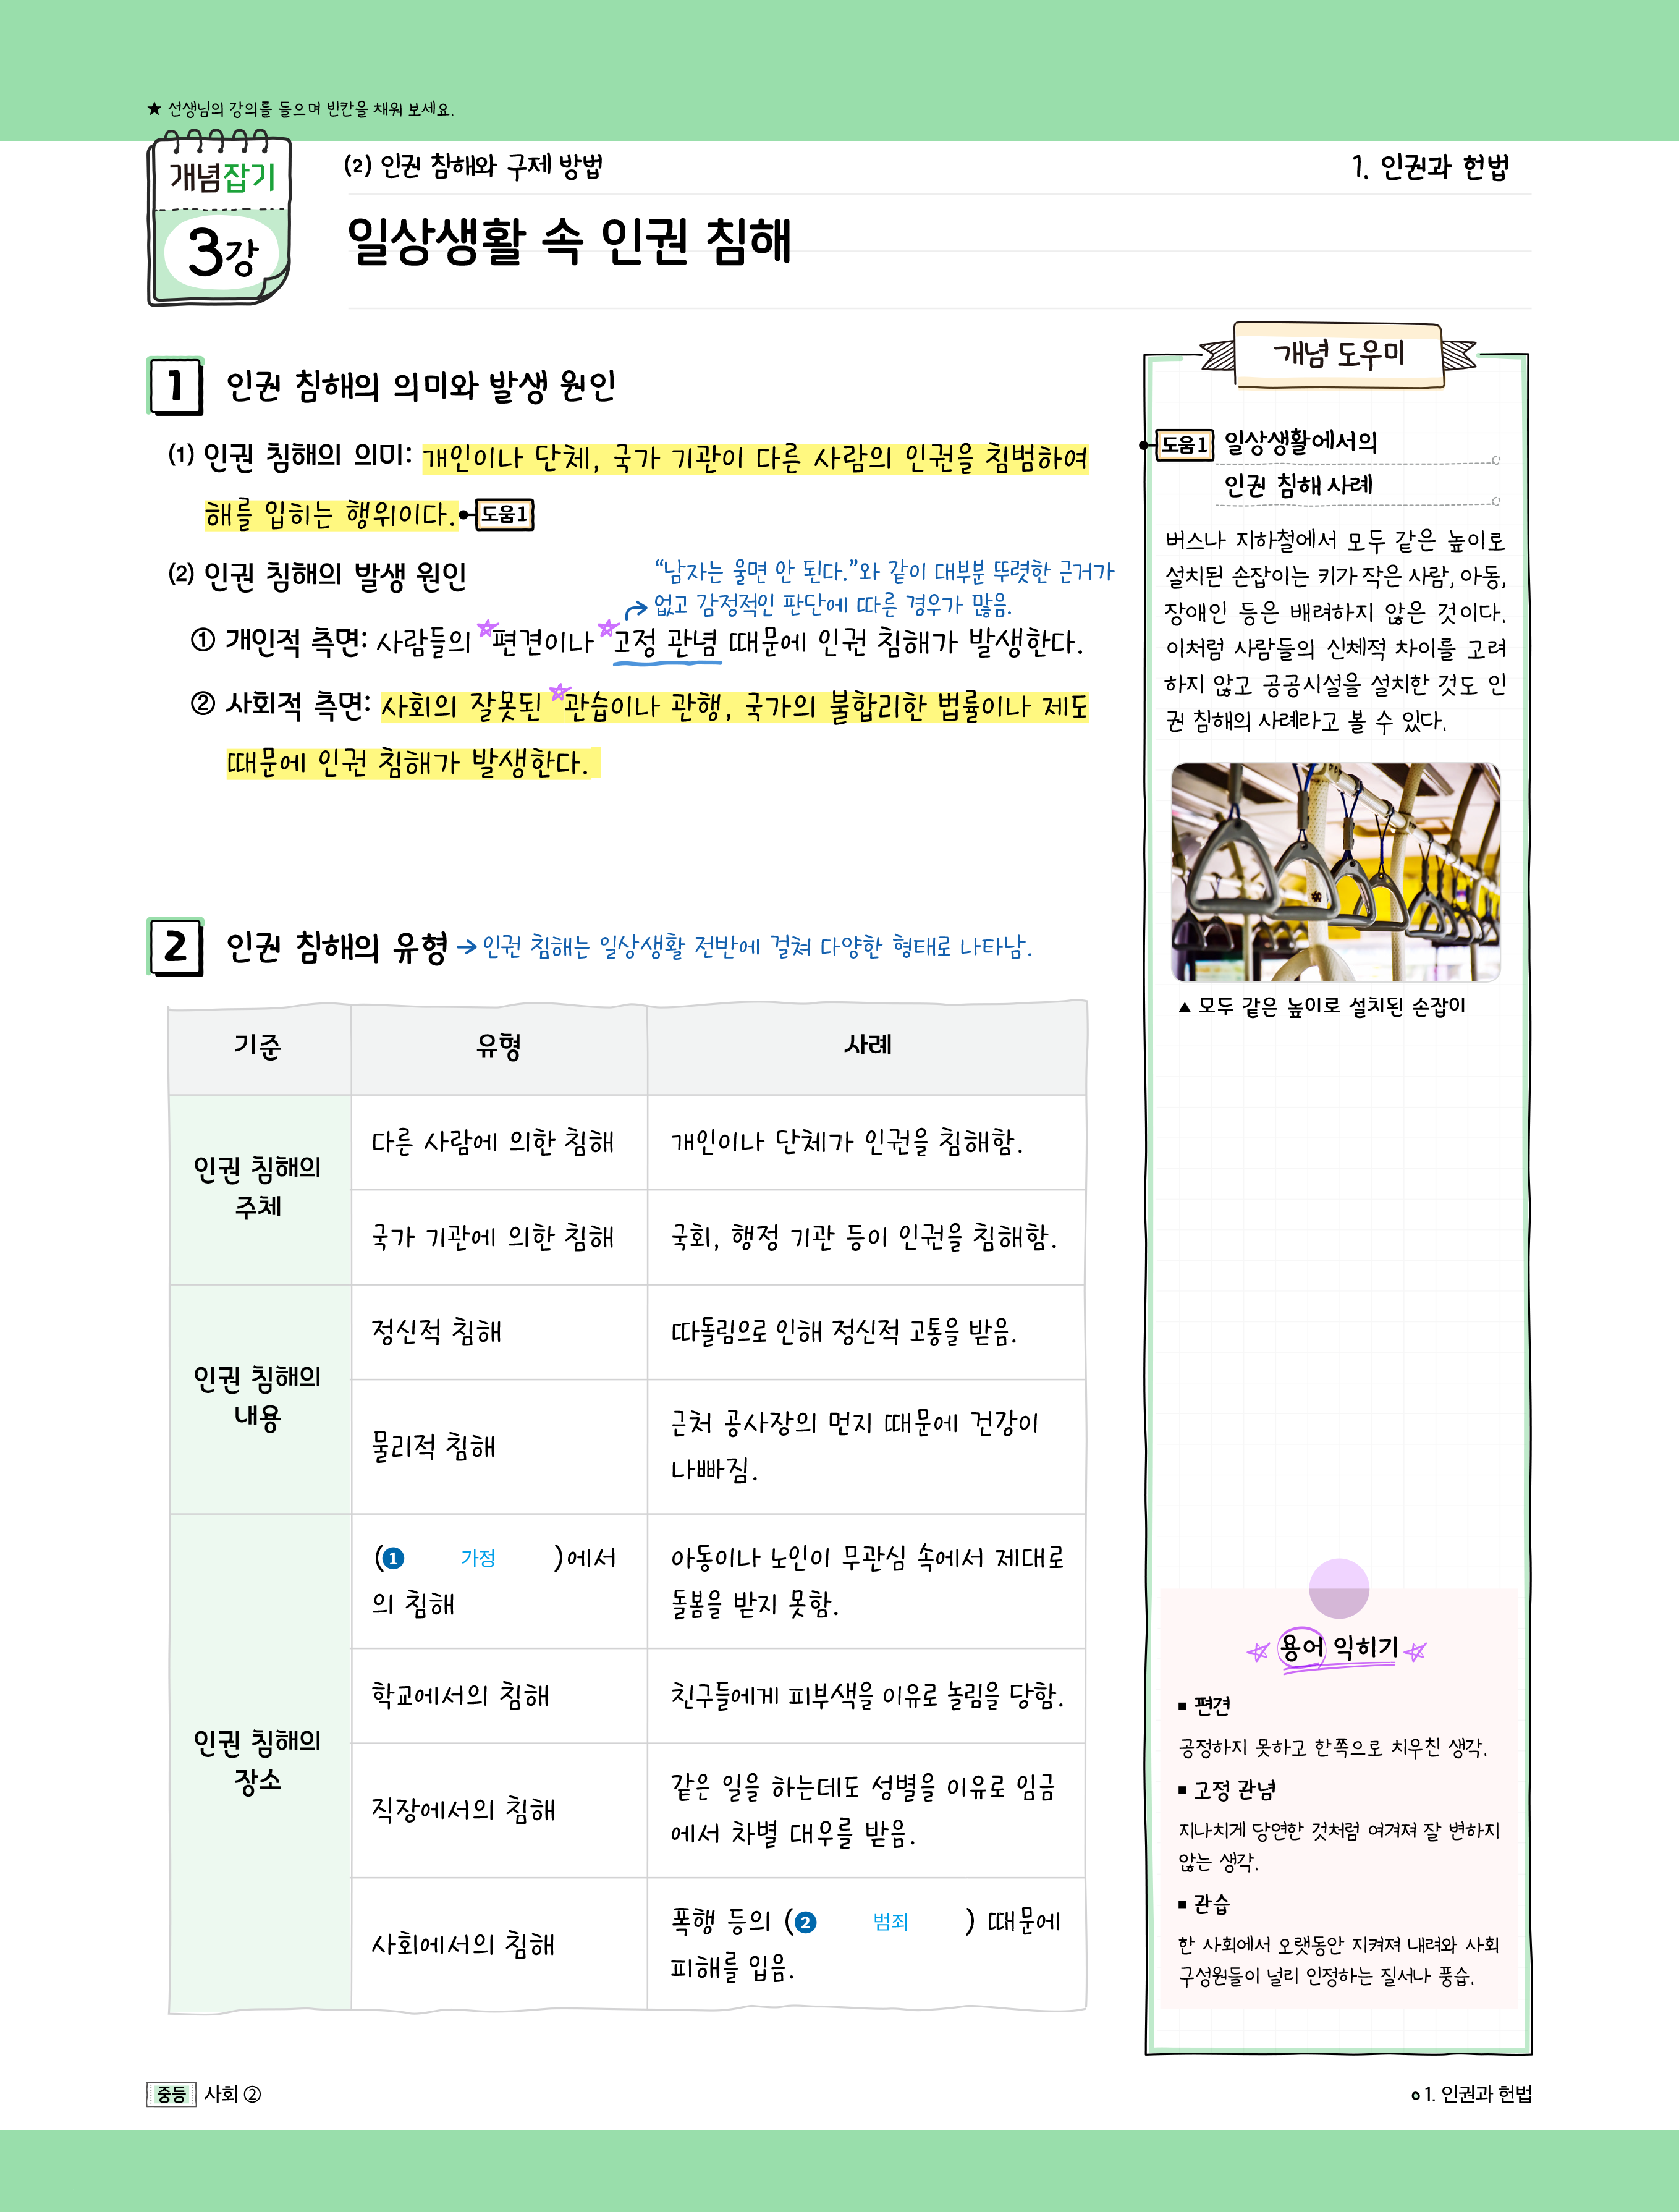 ★ 선생님의 강의를 들으며 빈칸을 채워 보세요.
개념잡기
3강
(2) 인권 침해와 구제 방법
1. 인권과 헌법
일상생활 속 인권 침해
1 인권 침해의 의미와 발생 원인
(1) 인권 침해의 의미: 개인이나 단체, 국가 기관이 다른 사람의 인권을 침범하여
해를 입히는 행위이다. 도움1
(2) 인권 침해의 발생 원인
“남자는 울면 안 된다.”와 같이 대부분 뚜렷한 근거가
없고 감정적인 판단에 따른 경우가 많음.
① 개인적 측면: 사람들의 ☆편견이나 ☆고정 관념 때문에 인권 침해가 발생한다.
② 사회적 측면: 사회의 잘못된 ☆관습이나 관행, 국가의 불합리한 법률이나 제도
때문에 인권 침해가 발생한다.
2 인권 침해의 유형 → 인권 침해는 일상생활 전반에 걸쳐 다양한 형태로 나타남.
기준 유형 사례
인권 침해의
주체
다른 사람에 의한 침해
개인이나 단체가 인권을 침해함.
국가 기관에 의한 침해
국회, 행정 기관 등이 인권을 침해함.
인권 침해의
내용
정신적 침해
따돌림으로 인해 정신적 고통을 받음.
물리적 침해
근처 공사장의 먼지 때문에 건강이
나빠짐.
인권 침해의
장소
(❶ 가정 )에서
의 침해
아동이나 노인이 무관심 속에서 제대로
돌봄을 받지 못함.
학교에서의 침해
친구들에게 피부색을 이유로 놀림을 당함.
직장에서의 침해
같은 일을 하는데도 성별을 이유로 임금
에서 차별 대우를 받음.
사회에서의 침해
폭행 등의 (❷ 범죄 ) 때문에
피해를 입음.
개념 도우미
도움1 일상생활에서의
인권 침해 사례
버스나 지하철에서 모두 같은 높이로
설치된 손잡이는 키가 작은 사람, 아동,
장애인 등은 배려하지 않은 것이다.
이처럼 사람들의 신체적 차이를 고려
하지 않고 공공시설을 설치한 것도 인
권 침해의 사례라고 볼 수 있다.
▲ 모두 같은 높이로 설치된 손잡이
☆ 용어 익히기 ☆
▪ 편견
공정하지 못하고 한쪽으로 치우친 생각.
▪ 고정 관념
지나치게 당연한 것처럼 여겨져 잘 변하지
않는 생각.
▪ 관습
한 사회에서 오랫동안 지켜져 내려와 사회
구성원들이 널리 인정하는 질서나 풍습.
중등 사회 ②
1. 인권과 헌법